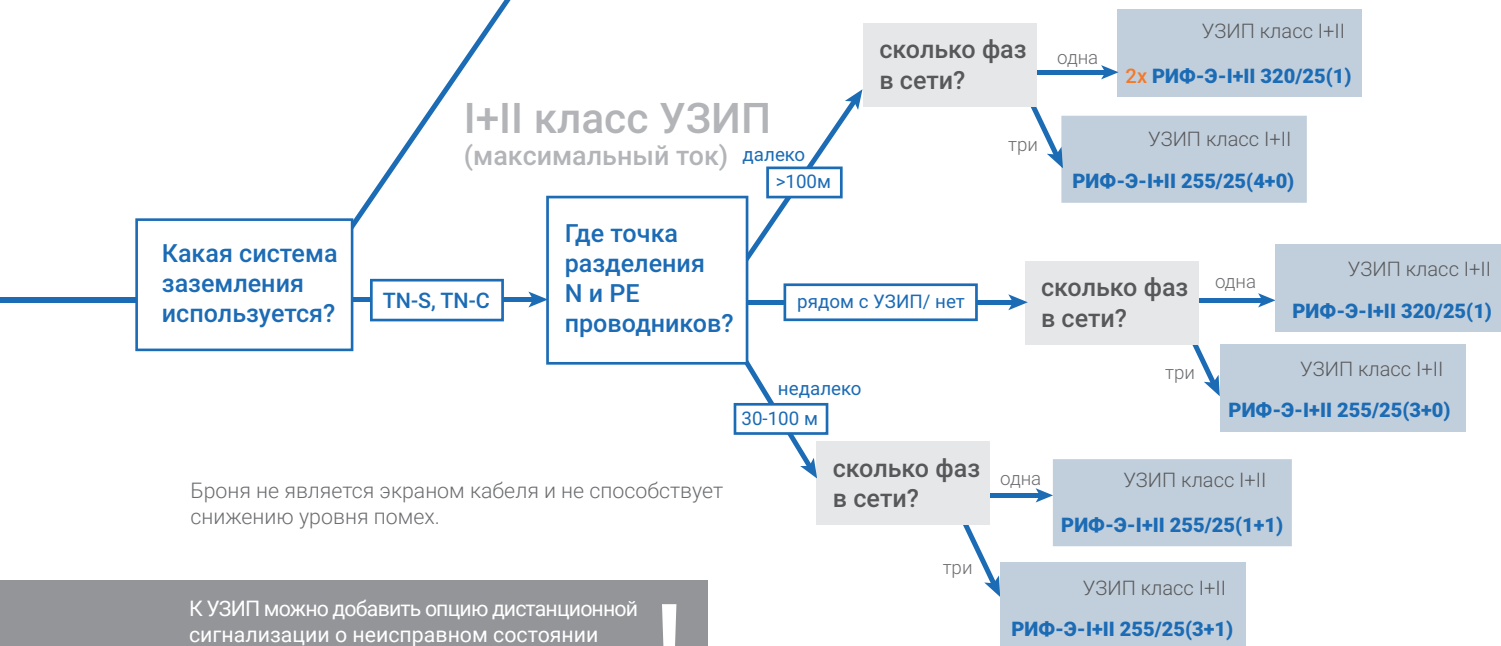 I+II класс УЗИП
(максимальный ток)
Какая система
заземления
используется?
TN-S, TN-C
Где точка
разделения
N и PE
проводников?
далеко
>100м
сколько фаз
в сети?
одна
УЗИП класс I+II
2x РИФ-Э-I+II 320/25(1)
три
УЗИП класс I+II
РИФ-Э-I+II 255/25(4+0)
рядом с УЗИП/ нет
сколько фаз
в сети?
одна
УЗИП класс I+II
РИФ-Э-I+II 320/25(1)
три
УЗИП класс I+II
РИФ-Э-I+II 255/25(3+0)
недалеко
30-100 м
сколько фаз
в сети?
одна
УЗИП класс I+II
РИФ-Э-I+II 255/25(1+1)
три
УЗИП класс I+II
РИФ-Э-I+II 255/25(3+1)
Броня не является экраном кабеля и не способствует
снижению уровня помех.
К УЗИП можно добавить опцию дистанционной
сигнализации о неисправном состоянии
!